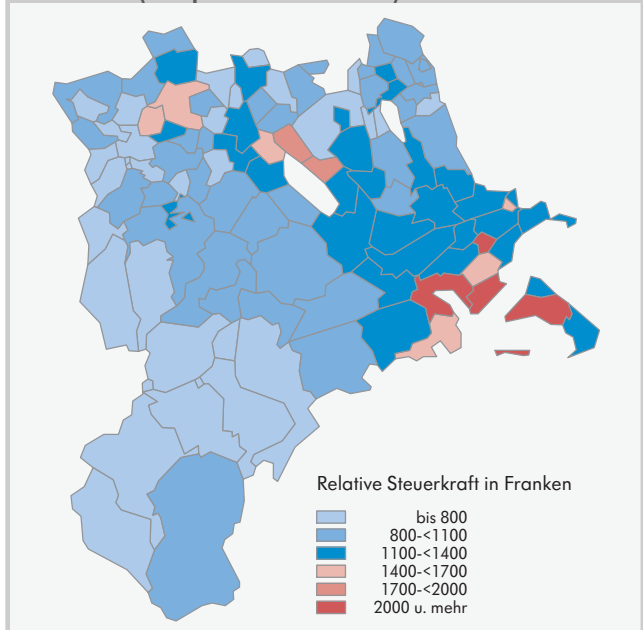 Relative Steuerkraft in Franken
bis 800
800-<1100
1100-<1400
1400-<1700
1700-<2000
2000 u. mehr